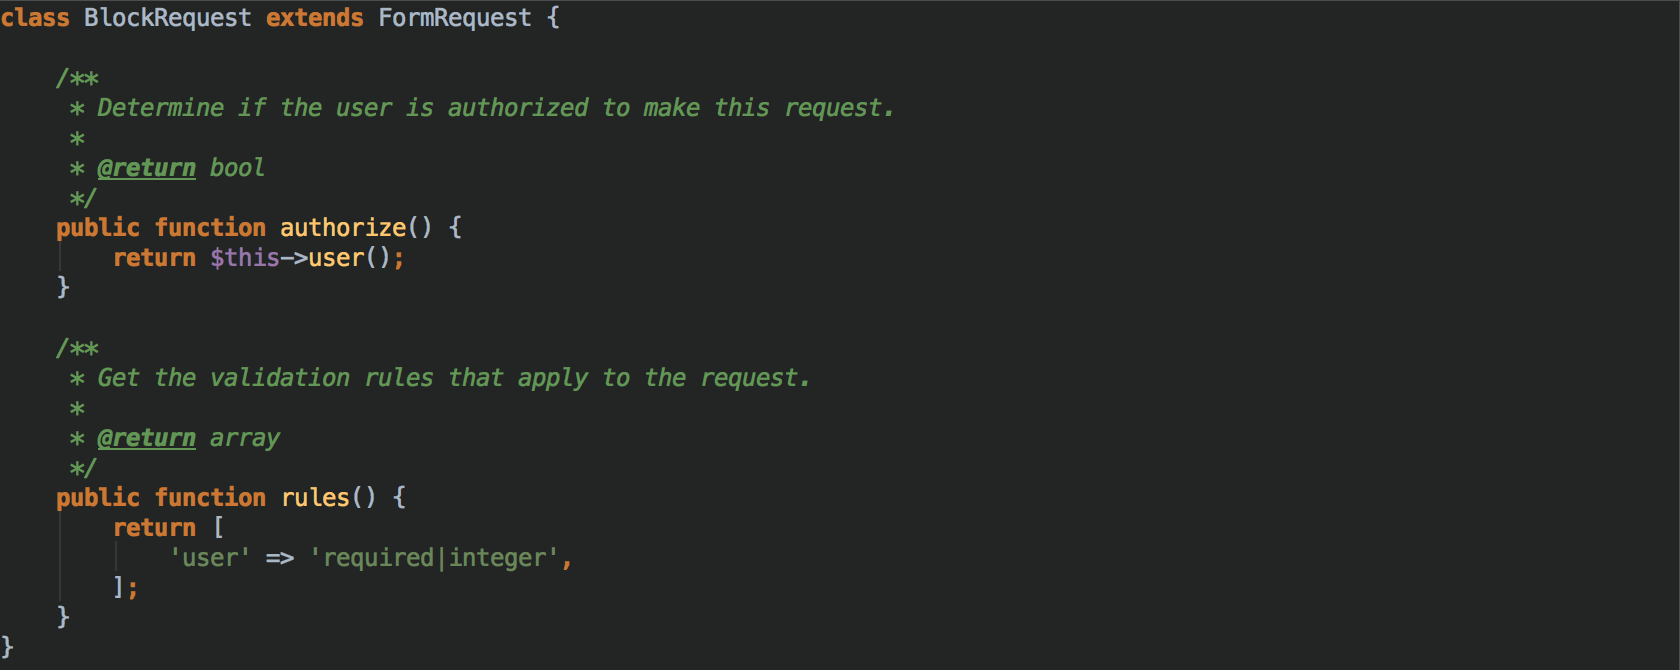 class BlockRequest extends FormRequest {
/**
* Determine if the user is authorized to make this request.
*
* @return bool
*/
public function authorize() {
return $this->user();
}
/**
* Get the validation rules that apply to the request.
*
* @return array
*/
public function rules() {
return [
'user' => 'required|integer',
];
}
}